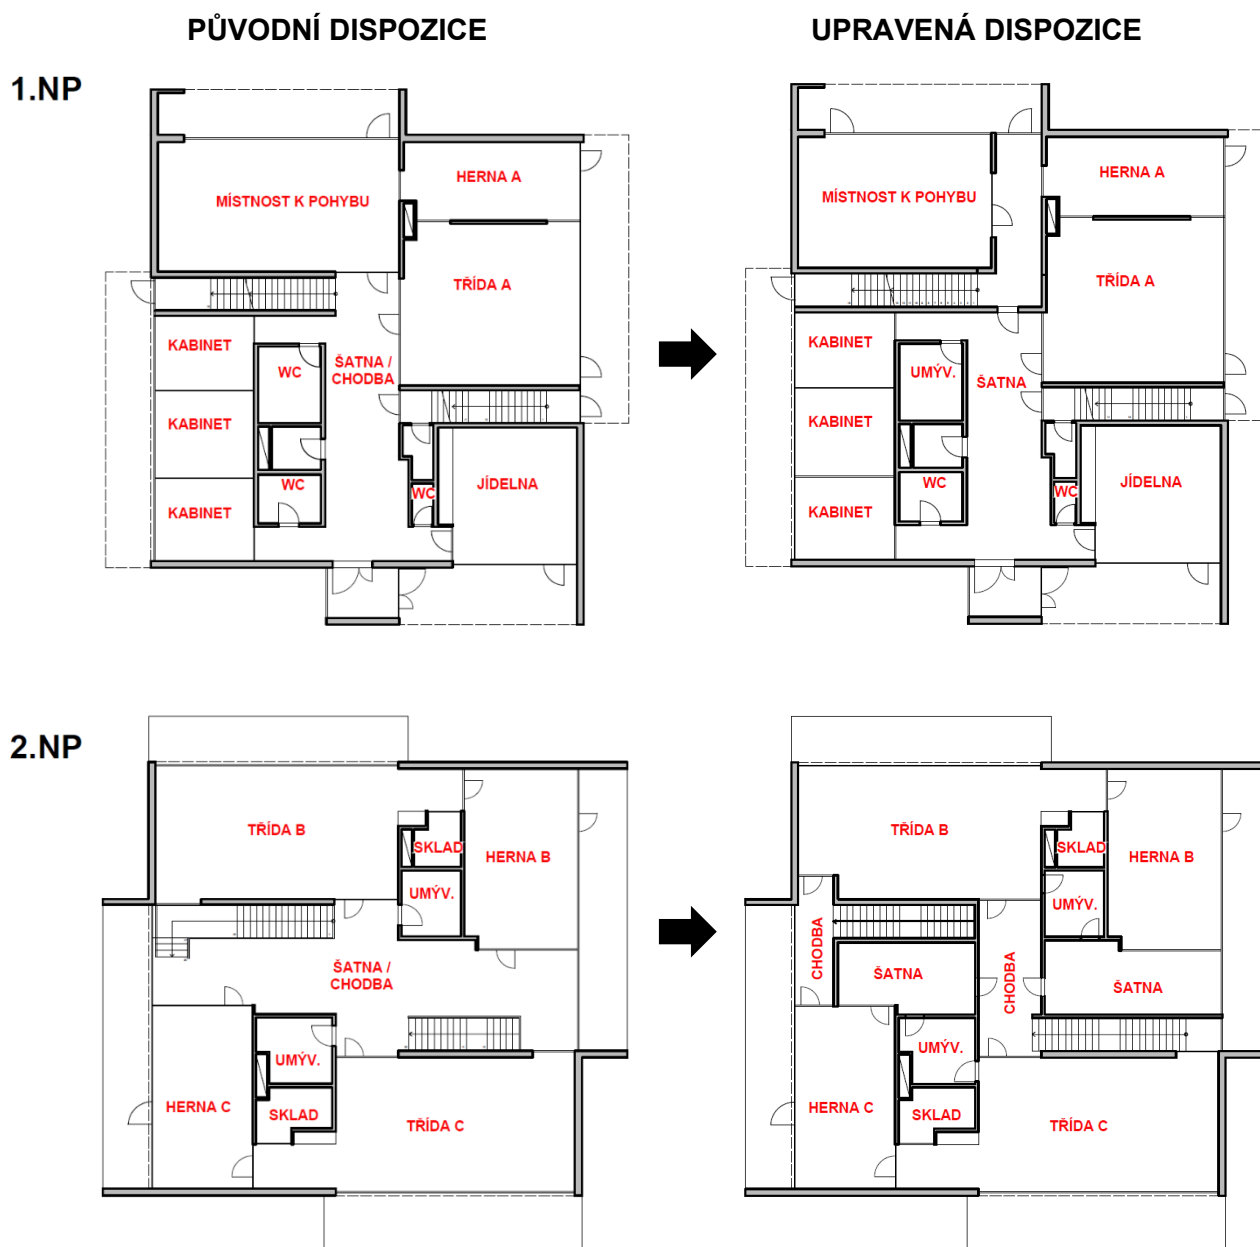 PŮVODNÍ DISPOZICE
UPRAVENÁ DISPOZICE
1.NP
MÍSTNOST K POHYBU
HERNA A
TŘÍDA A
KABINET
WC
ŠATNA /
CHODBA
KABINET
WC
WC
JÍDELNA
KABINET
MÍSTNOST K POHYBU
HERNA A
TŘÍDA A
KABINET
UMÝV.
ŠATNA
KABINET
WC
WC
JÍDELNA
KABINET
2.NP
TŘÍDA B
SKLAD
HERNA B
UMÝV.
ŠATNA /
CHODBA
UMÝV.
HERNA C
SKLAD
TŘÍDA C
TŘÍDA B
SKLAD
HERNA B
UMÝV.
CHODBA
ŠATNA
CHODBA
ŠATNA
UMÝV.
HERNA C
SKLAD
TŘÍDA C